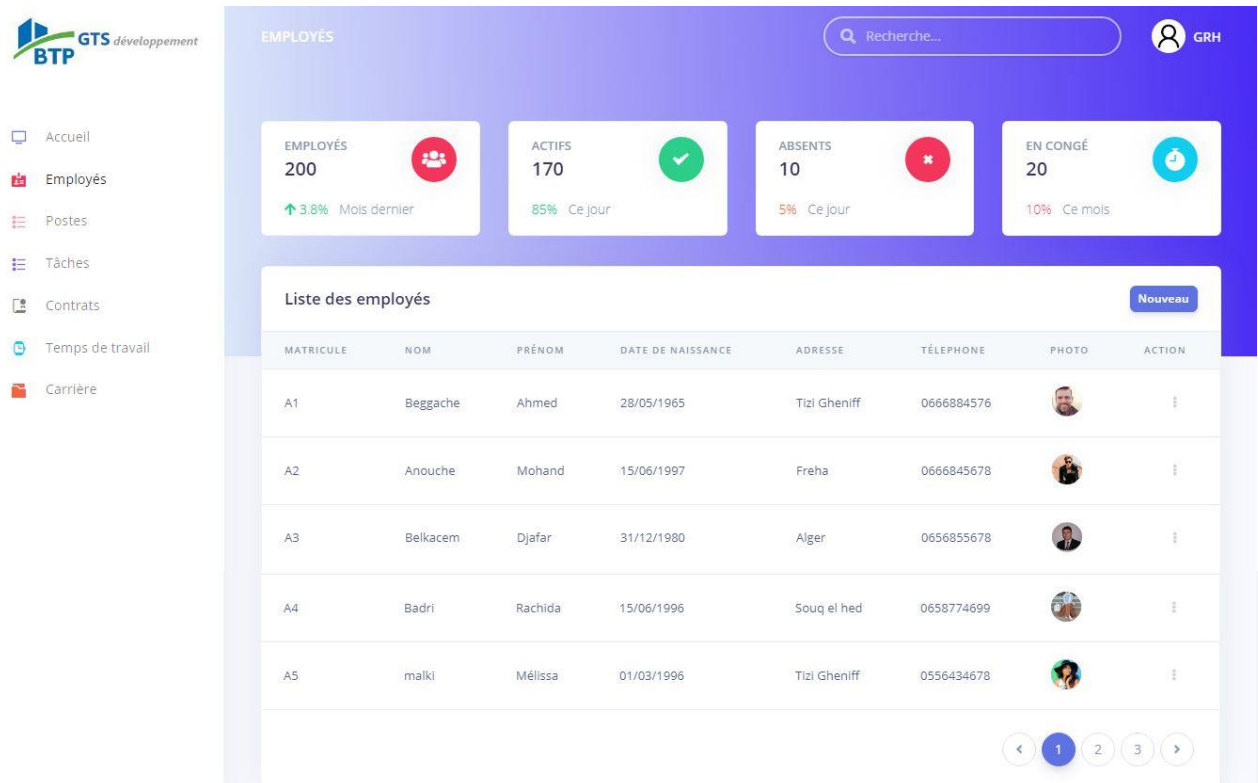 GTS développement
BTP
EMPLOYÉS
Recherche...
GRH
Accueil
Employés
Postes
Tâches
Contrats
Temps de travail
Carrière
EMPLOYÉS
200
3.8% Mois dernier
ACTIFS
170
85% Ce jour
ABSENTS
10
5% Ce jour
EN CONGÉ
20
10% Ce mois
Liste des employés
Nouveau
MATRICULE NOM PRÉNOM DATE DE NAISSANCE ADRESSE TÉLEPHONE PHOTO ACTION
A1 Beggache Ahmed 28/05/1965 Tizi Gheniff 0666884576
A2 Anouche Mohand 15/06/1997 Freha 0666845678
A3 Belkacem Djafar 31/12/1980 Alger 0656855678
A4 Badri Rachida 15/06/1996 Souq el hed 0658774699
A5 malki Mélissa 01/03/1996 Tizi Gheniff 0556434678
1 2 3